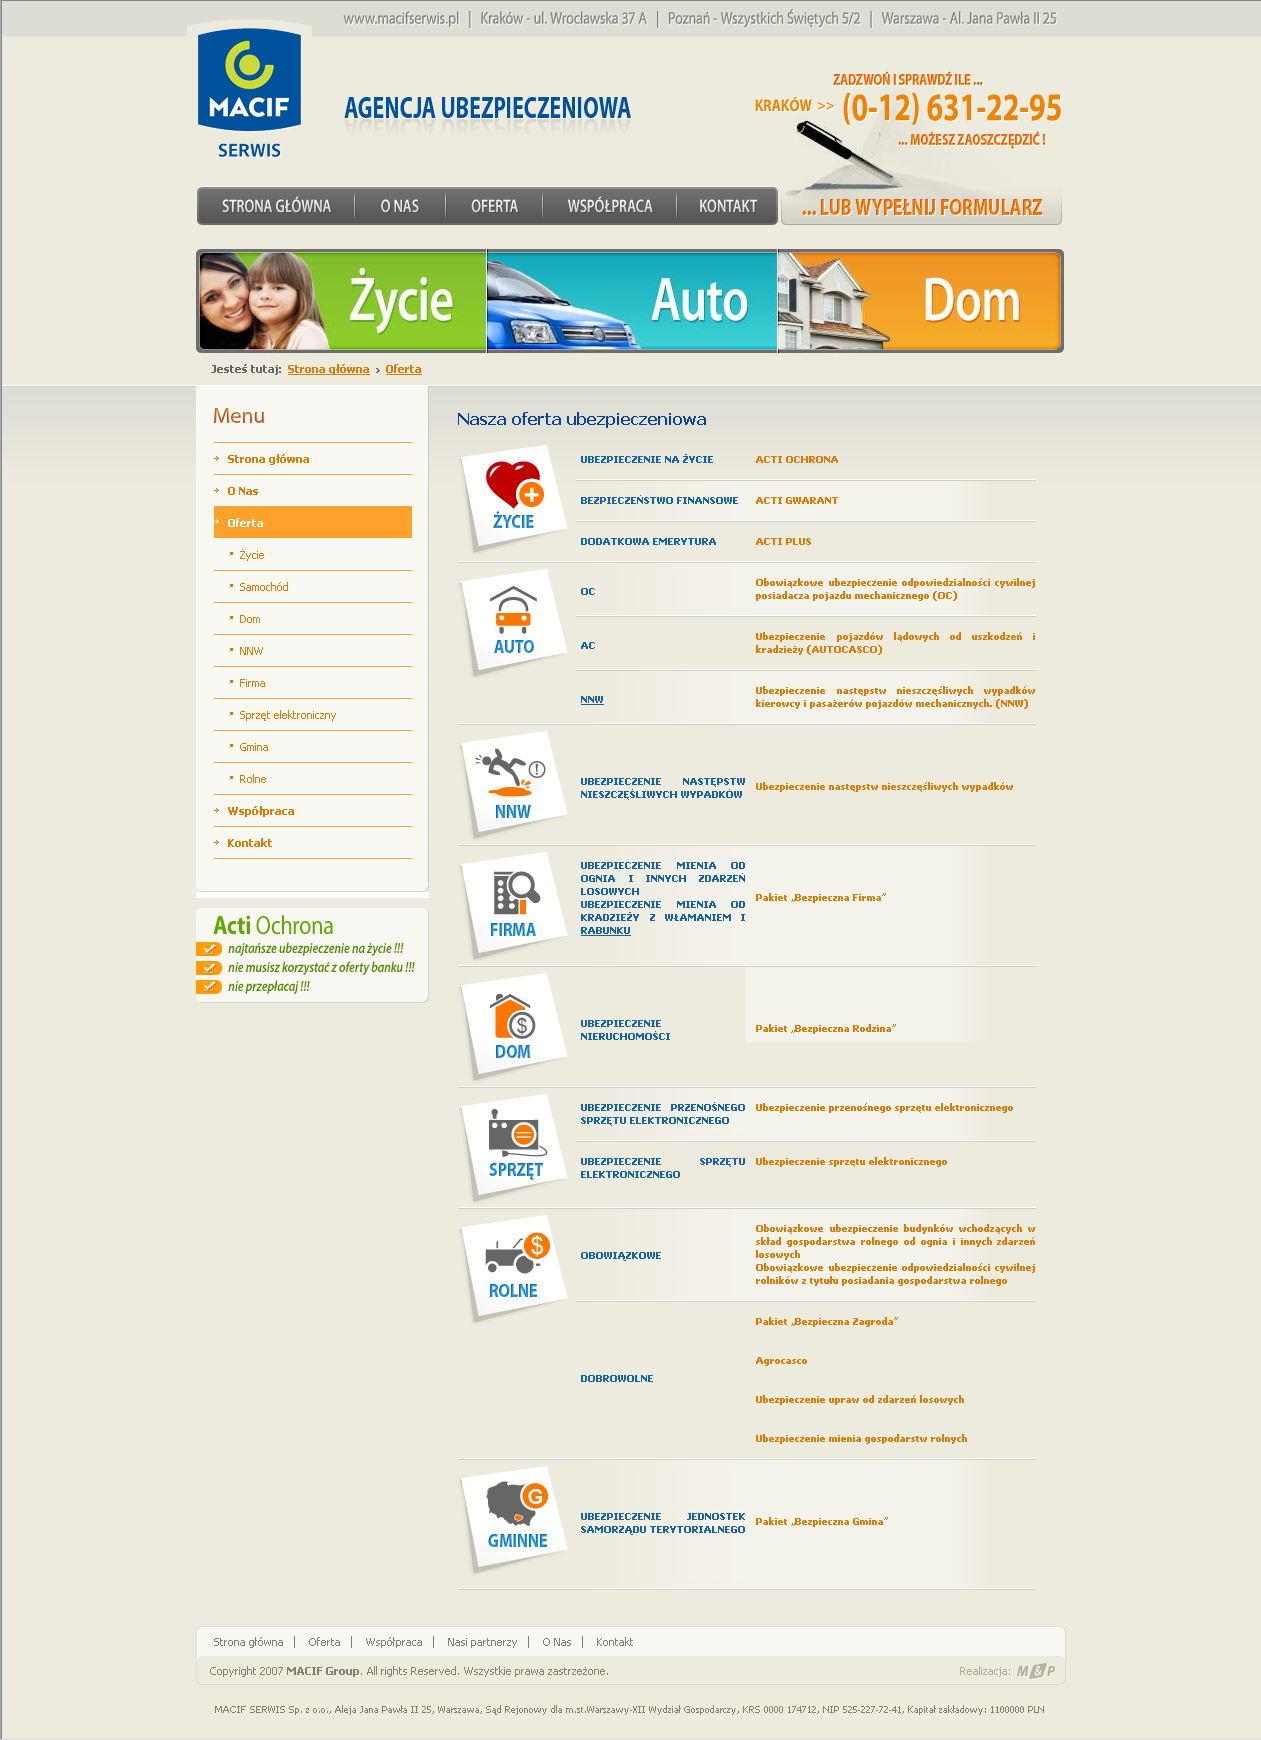 www.macifserwis.pl | Kraków - ul. Wrocławska 37 A | Poznań - Wszystkich Świętych 5/2 | Warszawa - Al. Jana Pawła II 25
MACIF
SERWIS
AGENCJA UBEZPIECZENIOWA
ZADZWOŃ I SPRAWDŹ ILE ...
KRAKÓW >> (0-12) 631-22-95
... MOŻESZ ZAOSZCZĘDZIĆ !
... LUB WYPEŁNIJ FORMULARZ
STRONA GŁÓWNA | O NAS | OFERTA | WSPÓŁPRACA | KONTAKT
Życie
Auto
Dom
Jesteś tutaj: Strona główna › Oferta
Menu
Strona główna
O Nas
Oferta
Życie
Samochód
Dom
NNW
Firma
Sprzęt elektroniczny
Gmina
Rolne
Współpraca
Kontakt
Acti Ochrona
najtańsze ubezpieczenie na życie !!!
nie musisz korzystać z oferty banku !!!
nie przepłacaj !!!
Nasza oferta ubezpieczeniowa
ŻYCIE
UBEZPIECZENIE NA ŻYCIE ACTI OCHRONA
BEZPIECZEŃSTWO FINANSOWE ACTI GWARANT
DODATKOWA EMERYTURA ACTI PLUS
AUTO
OC
Obowiązkowe ubezpieczenie odpowiedzialności cywilnej
posiadacza pojazdu mechanicznego (OC)
AC
Ubezpieczenie pojazdów lądowych od uszkodzeń i
kradzieży (AUTOCASCO)
NNW
Ubezpieczenie następstw nieszczęśliwych wypadków
kierowcy i pasażerów pojazdów mechanicznych. (NNW)
NNW
UBEZPIECZENIE NASTĘPSTW
NIESZCZĘŚLIWYCH WYPADKÓW
Ubezpieczenie następstw nieszczęśliwych wypadków
FIRMA
UBEZPIECZENIE MIENIA OD
OGNIA I INNYCH ZDARZEŃ
LOSOWYCH
UBEZPIECZENIE MIENIA OD
KRADZIEŻY Z WŁAMANIEM I
RABUNKU
Pakiet „Bezpieczna Firma”
DOM
UBEZPIECZENIE
NIERUCHOMOŚCI
Pakiet „Bezpieczna Rodzina”
SPRZĘT
UBEZPIECZENIE PRZENOŚNEGO
SPRZĘTU ELEKTRONICZNEGO
Ubezpieczenie przenośnego sprzętu elektronicznego
UBEZPIECZENIE SPRZĘTU
ELEKTRONICZNEGO
Ubezpieczenie sprzętu elektronicznego
$
ROLNE
OBOWIĄZKOWE
Obowiązkowe ubezpieczenie budynków wchodzących w
skład gospodarstwa rolnego od ognia i innych zdarzeń
losowych
Obowiązkowe ubezpieczenie odpowiedzialności cywilnej
rolników z tytułu posiadania gospodarstwa rolnego
DOBROWOLNE
Pakiet „Bezpieczna Zagroda”
Agrocasco
Ubezpieczenie upraw od zdarzeń losowych
Ubezpieczenie mienia gospodarstw rolnych
G
GMINNE
UBEZPIECZENIE JEDNOSTEK
SAMORZĄDU TERYTORIALNEGO
Pakiet „Bezpieczna Gmina”
Strona główna | Oferta | Współpraca | Nasi partnerzy | O Nas | Kontakt
Copyright 2007 MACIF Group. All rights Reserved. Wszystkie prawa zastrzeżone.
Realizacja: M&P
MACIF SERWIS Sp. z o.o., Aleja Jana Pawła II 25, Warszawa, Sąd Rejonowy dla m.st.Warszawy-XII Wydział Gospodarczy, KRS 0000 174712, NIP 525-227-72-41, Kapitał zakładowy: 1100000 PLN